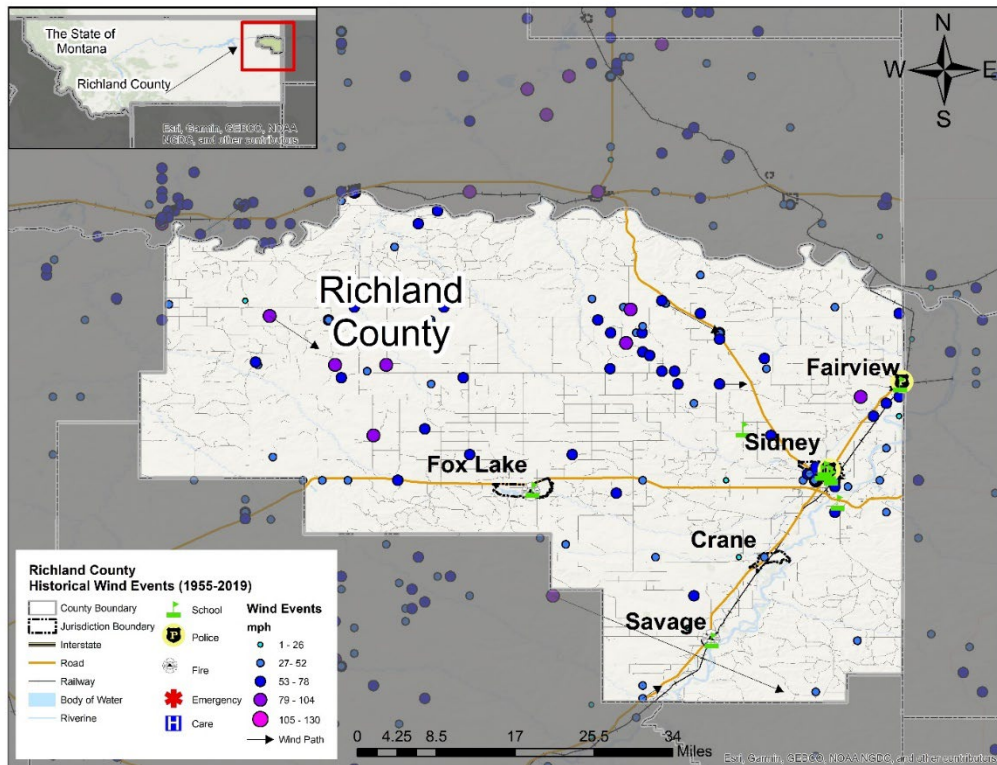 The State of
Montana
Richland County
Esri, Garmin, GEBCO, NOAA
NGDC, and other contributors
N
W E
S
Richland
County
Fairview
Sidney
Fox Lake
Crane
Savage
Richland County
Historical Wind Events (1955-2019)
County Boundary
Jurisdiction Boundary
Interstate
Road
Railway
Body of Water
Riverine
School
P
Police
Fire
Emergency
H
Care
Wind Events
mph
1 - 26
27- 52
53 - 78
79 - 104
105 - 130
Wind Path
0 4.25 8.5 17 25.5 34
Miles
Esri, Garmin, GEBCO, NOAA NGDC, and other contributors